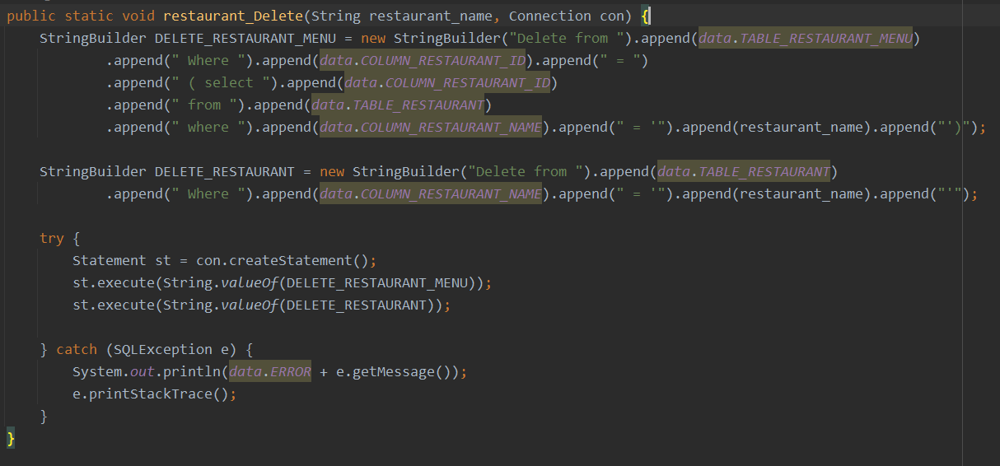 public static void restaurant_Delete(String restaurant_name, Connection con) {
StringBuilder DELETE_RESTAURANT_MENU = new StringBuilder("Delete from ").append(data.TABLE_RESTAURANT_MENU)
.append(" Where ").append(data.COLUMN_RESTAURANT_ID).append(" = ")
.append(" ( select ").append(data.COLUMN_RESTAURANT_ID)
.append(" from ").append(data.TABLE_RESTAURANT)
.append(" where ").append(data.COLUMN_RESTAURANT_NAME).append(" = '").append(restaurant_name).append("')");
StringBuilder DELETE_RESTAURANT = new StringBuilder("Delete from ").append(data.TABLE_RESTAURANT)
.append(" Where ").append(data.COLUMN_RESTAURANT_NAME).append(" = '").append(restaurant_name).append("'");
try {
Statement st = con.createStatement();
st.execute(String.valueOf(DELETE_RESTAURANT_MENU));
st.execute(String.valueOf(DELETE_RESTAURANT));
} catch (SQLException e) {
System.out.println(data.ERROR + e.getMessage());
e.printStackTrace();
}
}